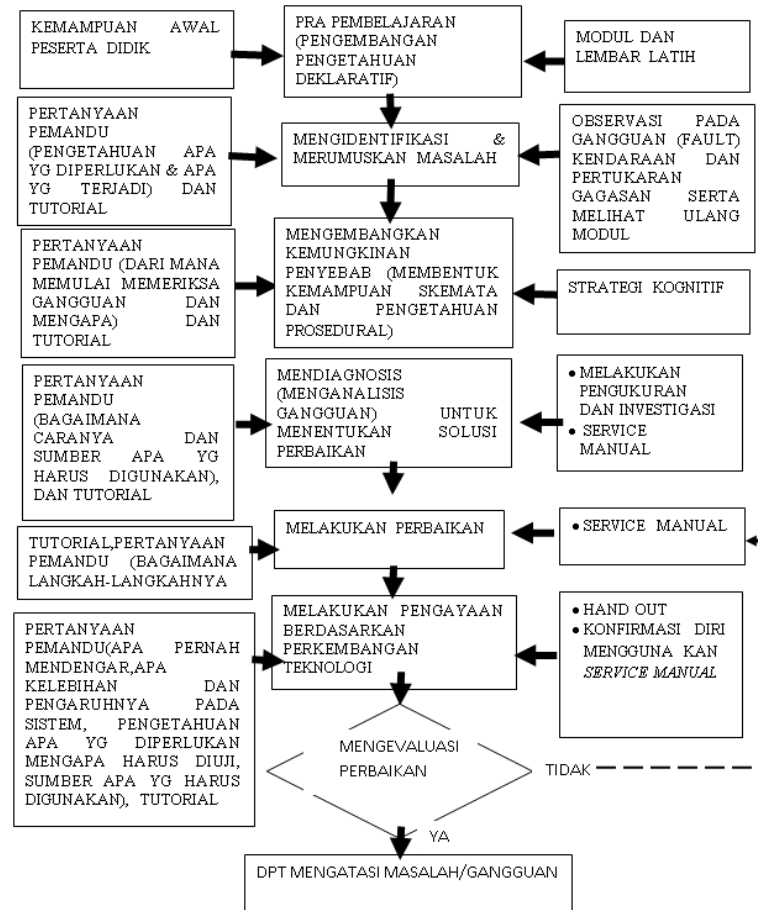 KEMAMPUAN AWAL
PESERTA DIDIK
PRA PEMBELAJARAN
(PENGEMBANGAN
PENGETAHUAN
DEKLARATIF)
MODUL DAN
LEMBAR LATIH
PERTANYAAN
PEMANDU
(PENGETAHUAN APA
YG DIPERLUKAN & APA
YG TERJADI) DAN
TUTORIAL
MENGIDENTIFIKASI &
MERUMUSKAN MASALAH
OBSERVASI PADA
GANGGUAN (FAULT)
KENDARAAN DAN
PERTUKARAN
GAGASAN SERTA
MELIHAT ULANG
MODUL
PERTANYAAN
PEMANDU (DARI MANA
MEMULAI MEMERIKSA
GANGGUAN DAN
MENGAPA) DAN
TUTORIAL
MENGEMBANGKAN
KEMUNGKINAN
PENYEBAB (MEMBENTUK
KEMAMPUAN SKEMATA
DAN PENGETAHUAN
PROSEDURAL)
STRATEGI KOGNITIF
PERTANYAAN
PEMANDU
(BAGAIMANA
CARANYA DAN
SUMBER APA YG
HARUS DIGUNAKAN),
DAN TUTORIAL
MENDIAGNOSIS
(MENGANALISIS
GANGGUAN) UNTUK
MENENTUKAN SOLUSI
PERBAIKAN
• MELAKUKAN
PENGUKURAN
DAN INVESTIGASI
• SERVICE
MANUAL
TUTORIAL,PERTANYAAN
PEMANDU (BAGAIMANA
LANGKAH-LANGKAHNYA
MELAKUKAN PERBAIKAN
• SERVICE MANUAL
PERTANYAAN
PEMANDU(APA PERNAH
MENDENGAR,APA
KELEBIHAN DAN
PENGARUHNYA PADA
SISTEM, PENGETAHUAN
APA YG DIPERLUKAN
MENGAPA HARUS DIUJI,
SUMBER APA YG HARUS
DIGUNAKAN), TUTORIAL
MELAKUKAN PENGAYAAN
BERDASARKAN
PERKEMBANGAN
TEKNOLOGI
• HAND OUT
• KONFIRMASI DIRI
MENGGUNA KAN
SERVICE MANUAL
MENGEVALUASI
PERBAIKAN
TIDAK
YA
DPT MENGATASI MASALAH/GANGGUAN